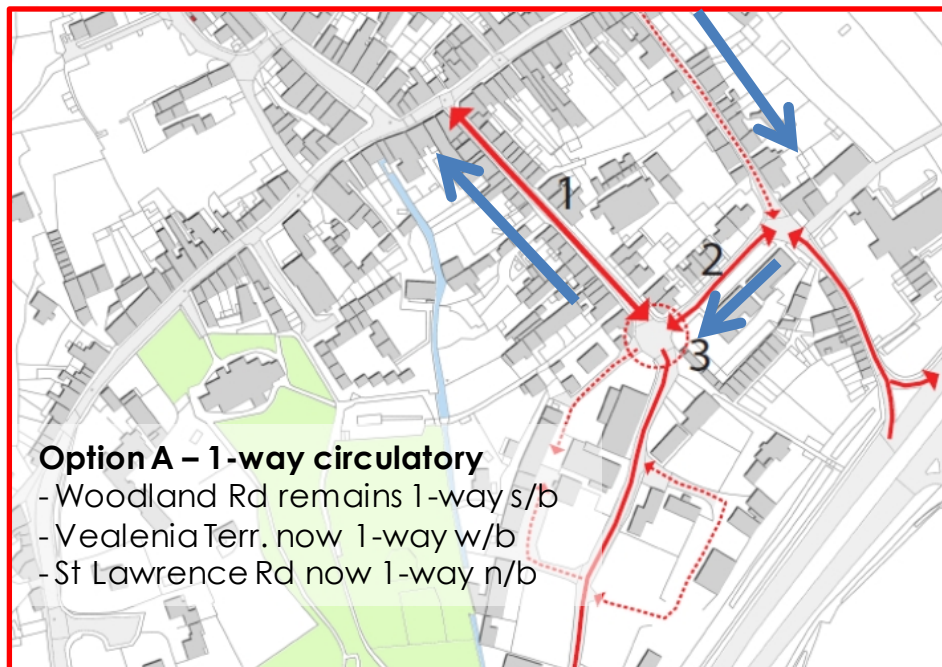 1
2
3
Option A – 1-way circulatory
- Woodland Rd remains 1-way s/b
- Vealenia Terr. now 1-way w/b
- St Lawrence Rd now 1-way n/b